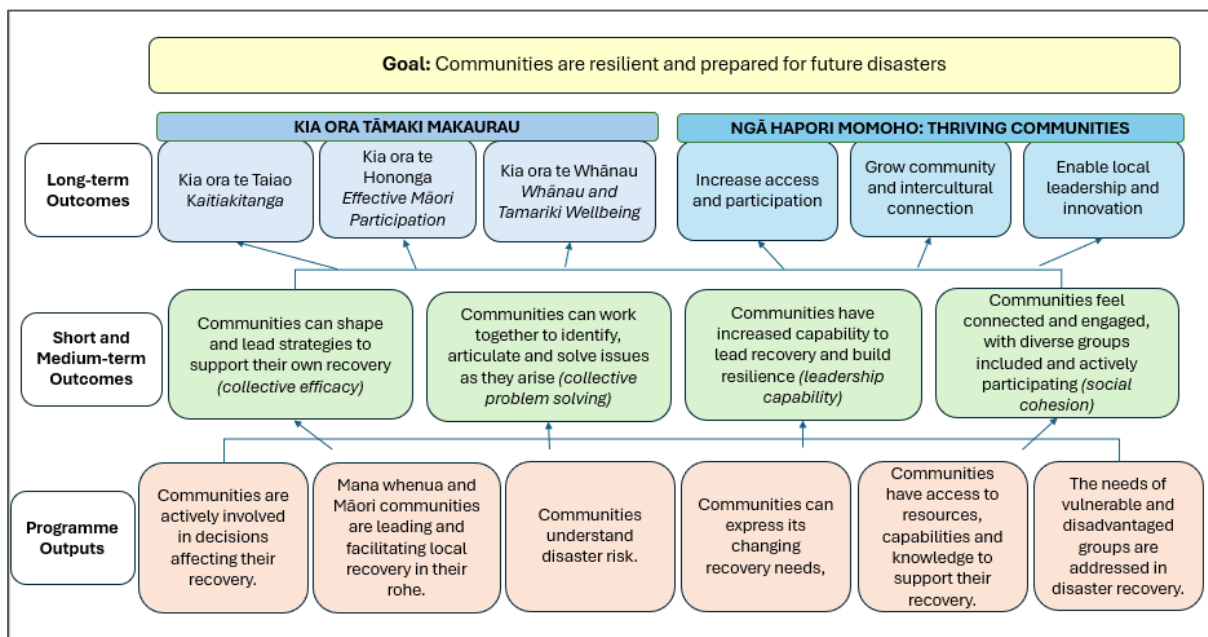 Goal: Communities are resilient and prepared for future disasters
KIA ORA TĀMAKI MAKAURAU
NGĀ HAPORI MOMOHO: THRIVING COMMUNITIES
Long-term
Outcomes
Kia ora te Taiao
Kaitiakitanga
Kia ora te
Hononga
Effective Māori
Participation
Kia ora te Whānau
Whānau and
Tamariki Wellbeing
Increase access
and participation
Grow community
and intercultural
connection
Enable local
leadership and
innovation
Short and
Medium-term
Outcomes
Communities can shape
and lead strategies to
support their own recovery
(collective efficacy)
Communities can work
together to identify,
articulate and solve issues
as they arise (collective
problem solving)
Communities have
increased capability to
lead recovery and build
resilience (leadership
capability)
Communities feel
connected and engaged,
with diverse groups
included and actively
participating (social
cohesion)
Programme
Outputs
Communities are
actively involved
in decisions
affecting their
recovery.
Mana whenua and
Māori communities
are leading and
facilitating local
recovery in their
rohe.
Communities
understand
disaster risk.
Communities can
express its
changing
recovery needs,
Communities
have access to
resources,
capabilities and
knowledge to
support their
recovery.
The needs of
vulnerable and
disadvantaged
groups are
addressed in
disaster recovery.